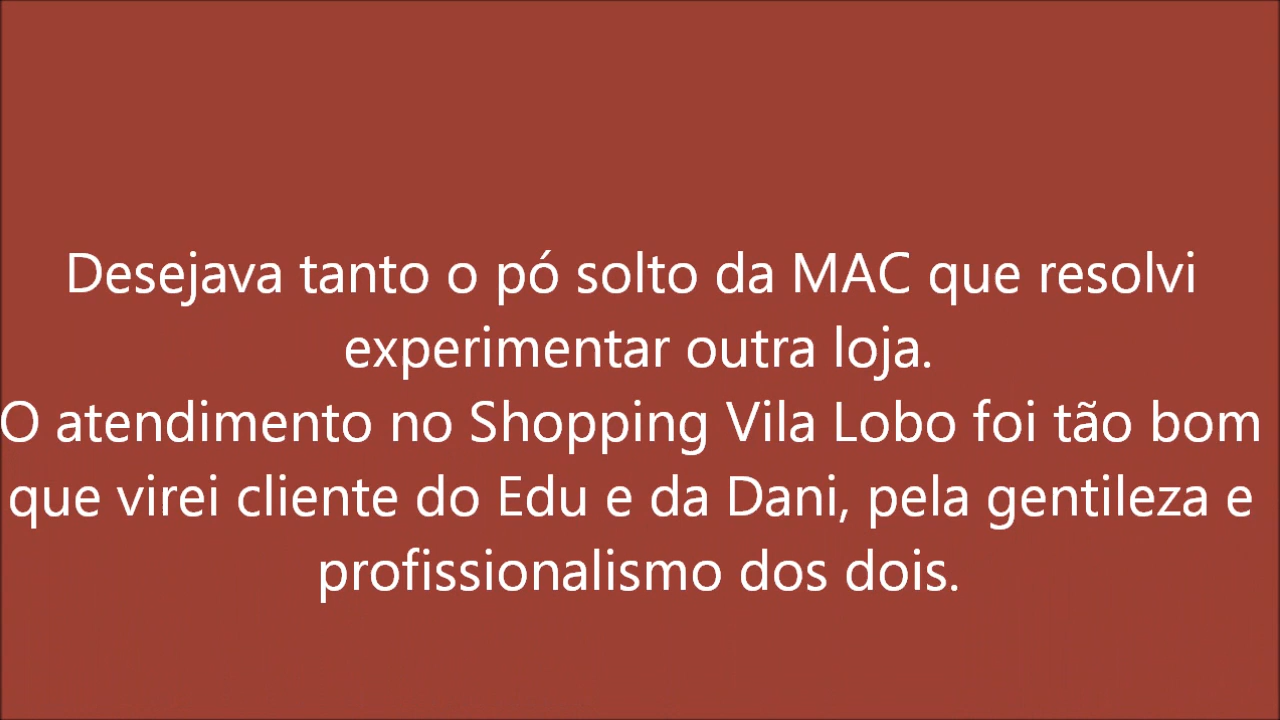 Desejava tanto o pó solto da MAC que resolvi
experimentar outra loja.
O atendimento no Shopping Vila Lobo foi tão bom
que virei cliente do Edu e da Dani, pela gentileza e
profissionalismo dos dois.